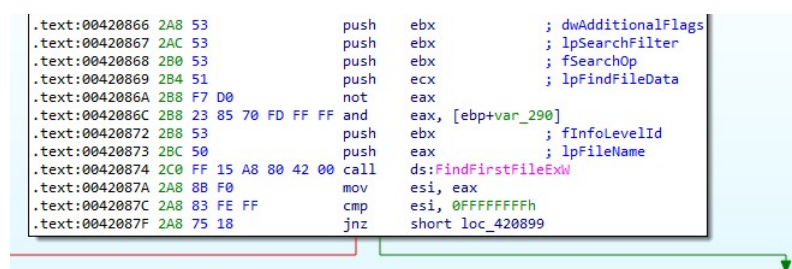 .text:00420866 2A8 53 push ebx ; dwAdditionalFlags
.text:00420867 2AC 53 push ebx ; lpSearchFilter
.text:00420868 2B0 53 push ebx ; fSearchOp
.text:00420869 2B4 51 push ecx ; lpFindFileData
.text:0042086A 2B8 F7 D0 not eax
.text:0042086C 2B8 23 85 70 FD FF FF and eax, [ebp+var_290]
.text:00420872 2B8 53 push ebx ; fInfoLevelId
.text:00420873 2BC 50 push eax ; lpFileName
.text:00420874 2C0 FF 15 A8 80 42 00 call ds:FindFirstFileExW
.text:0042087A 2A8 8B F0 mov esi, eax
.text:0042087C 2A8 83 FE FF cmp esi, 0FFFFFFFFh
.text:0042087F 2A8 75 18 jnz short loc_420899